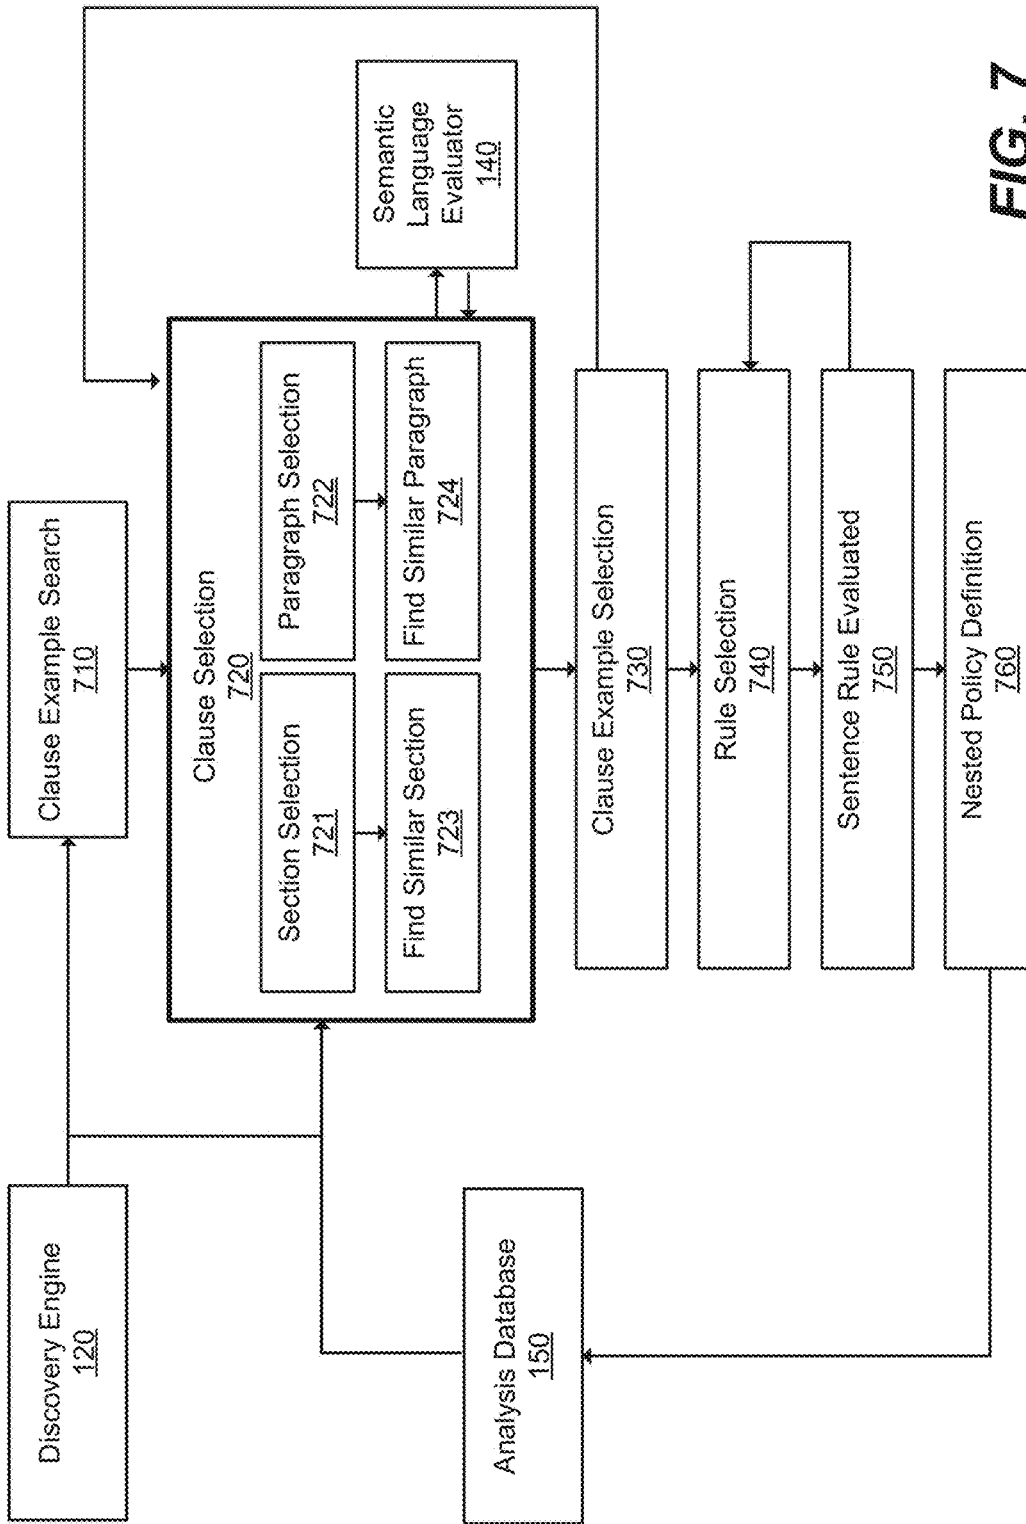 Discovery Engine
120
Clause Example Search
710
Clause Selection
720
Section Selection
721
Paragraph Selection
722
Find Similar Section
723
Find Similar Paragraph
724
Semantic
Language
Evaluator
140
Analysis Database
150
Clause Example Selection
730
Rule Selection
740
Sentence Rule Evaluated
750
Nested Policy Definition
760
FIG. 7